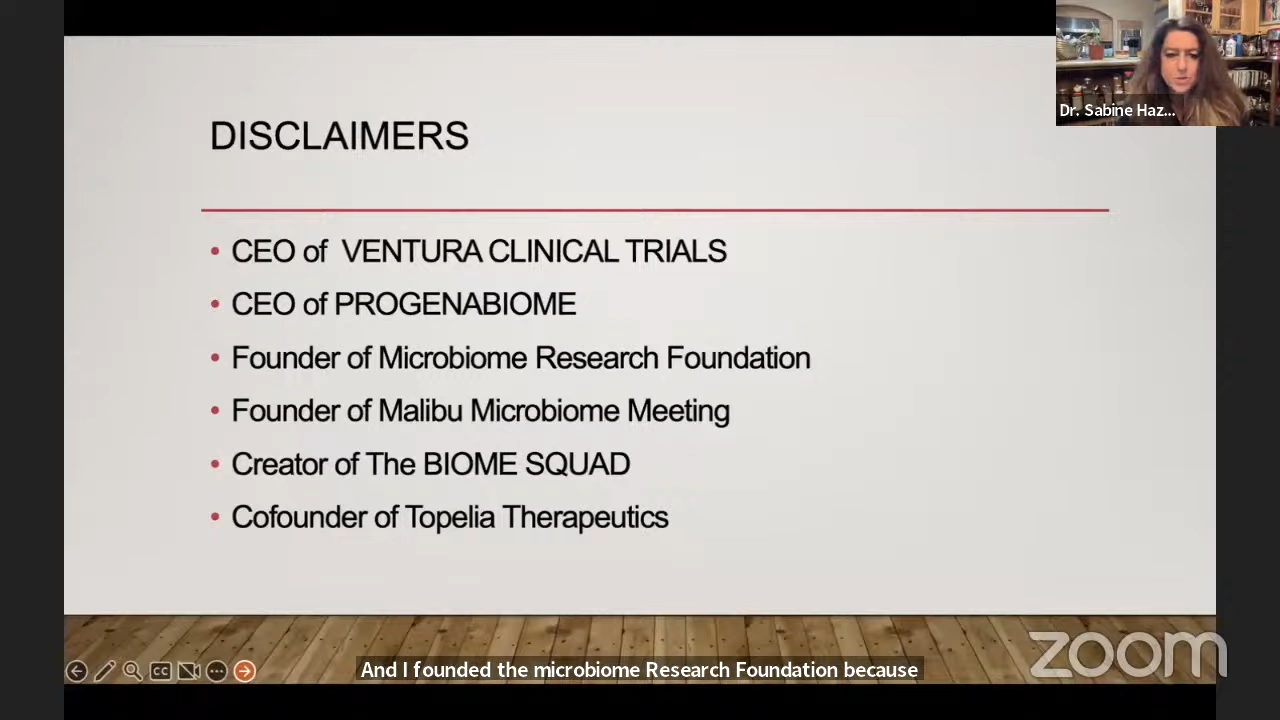 Dr. Sabine Haz...
DISCLAIMERS
• CEO of VENTURA CLINICAL TRIALS
• CEO of PROGENABIOME
• Founder of Microbiome Research Foundation
• Founder of Malibu Microbiome Meeting
• Creator of The BIOME SQUAD
• Cofounder of Topelia Therapeutics
CC
And I founded the microbiome Research Foundation because
zoom